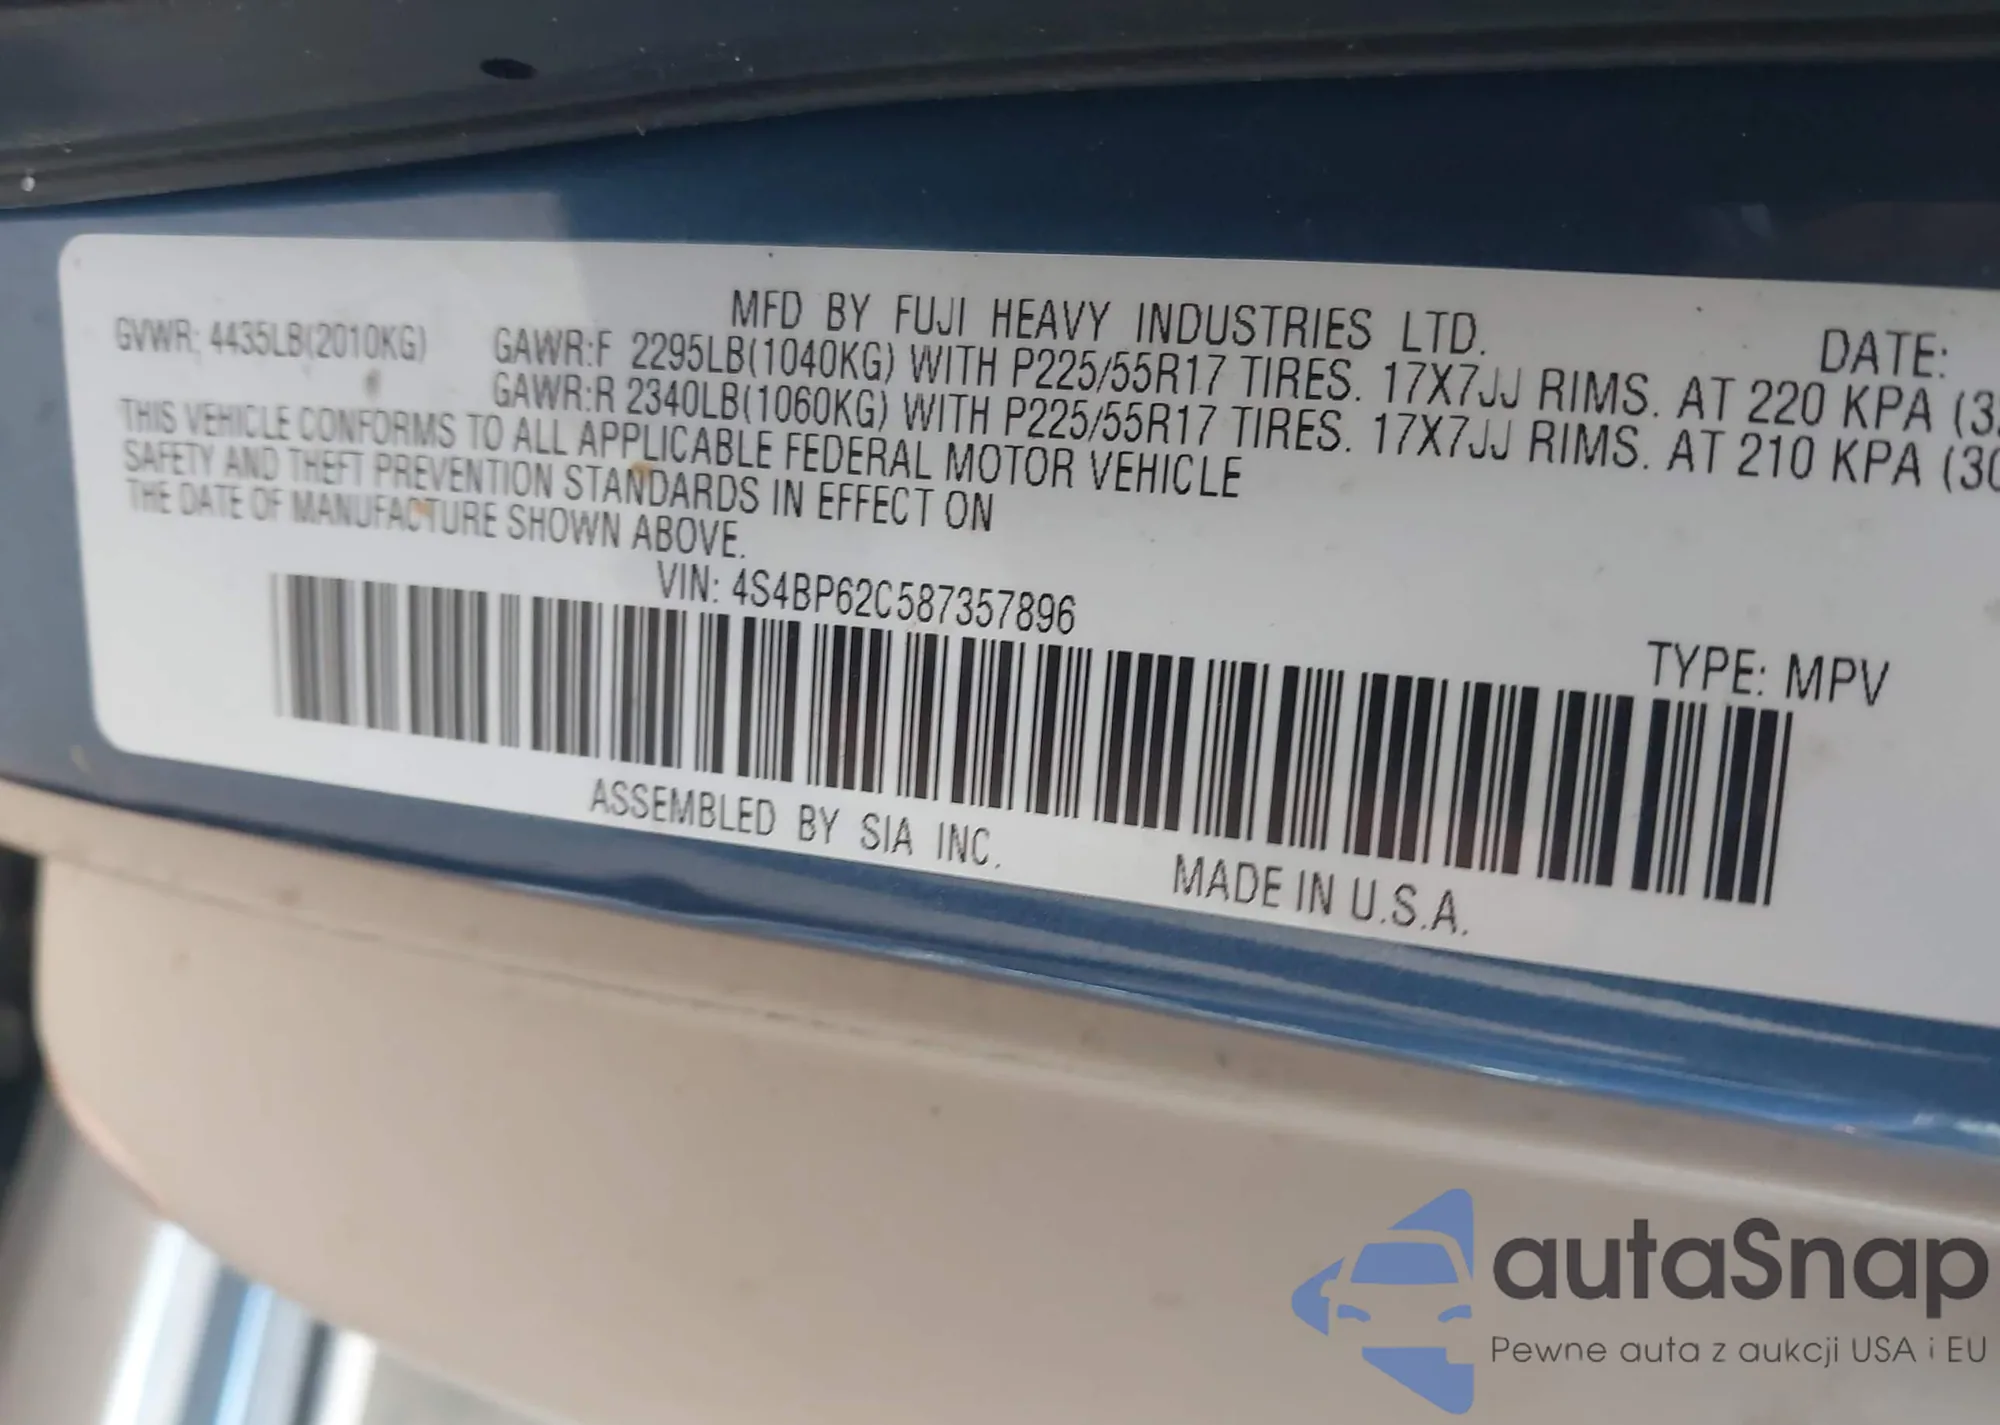 MFD BY FUJI HEAVY INDUSTRIES LTD. DATE:
GVWR: 4435LB(2010KG) GAWR:F 2295LB(1040KG) WITH P225/55R17 TIRES. 17X7JJ RIMS. AT 220 KPA (3
GAWR:R 2340LB(1060KG) WITH P225/55R17 TIRES. 17X7JJ RIMS. AT 210 KPA (30
THIS VEHICLE CONFORMS TO ALL APPLICABLE FEDERAL MOTOR VEHICLE
SAFETY AND THEFT PREVENTION STANDARDS IN EFFECT ON
THE DATE OF MANUFACTURE SHOWN ABOVE.
VIN: 4S4BP62C587357896
TYPE: MPV
ASSEMBLED BY SIA INC.
MADE IN U.S.A.
autaSnap
Pewne auta z aukcji USA i EU